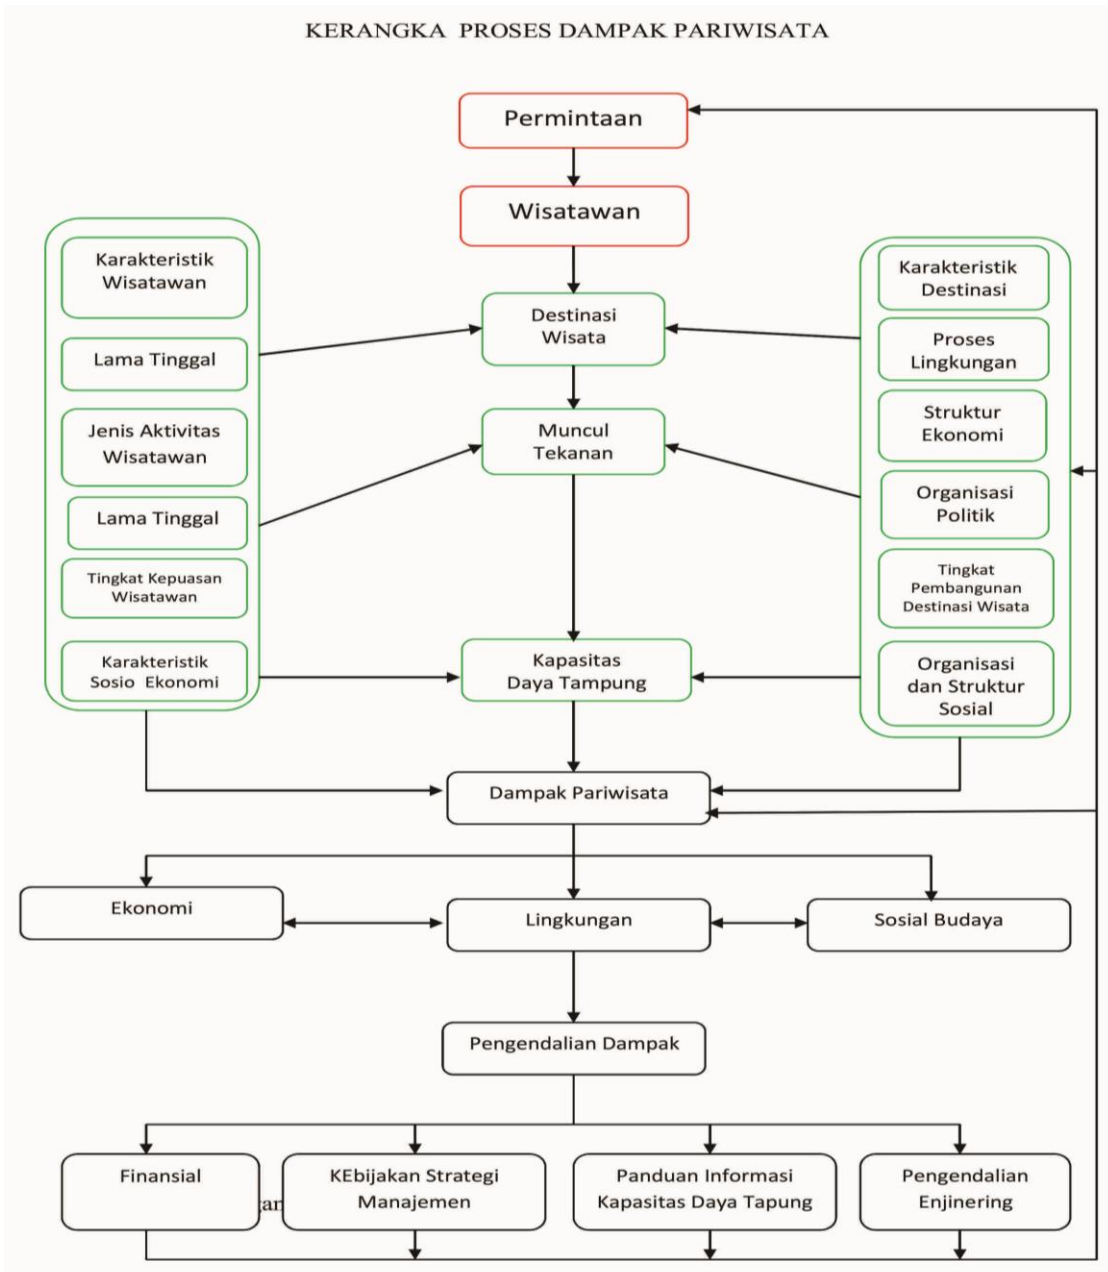 KERANGKA PROSES DAMPAK PARIWISATA
Permintaan
Wisatawan
Karakteristik
Wisatawan
Lama Tinggal
Jenis Aktivitas
Wisatawan
Lama Tinggal
Tingkat Kepuasan
Wisatawan
Karakteristik
Sosio Ekonomi
Destinasi
Wisata
Muncul
Tekanan
Kapasitas
Daya Tampung
Karakteristik
Destinasi
Proses
Lingkungan
Struktur
Ekonomi
Organisasi
Politik
Tingkat
Pembangunan
Destinasi Wisata
Organisasi
dan Struktur
Sosial
Dampak Pariwisata
Ekonomi
Lingkungan
Sosial Budaya
Pengendalian Dampak
Finansial
KEbijakan Strategi
Manajemen
Panduan Informasi
Kapasitas Daya Tapung
Pengendalian
Enjinering